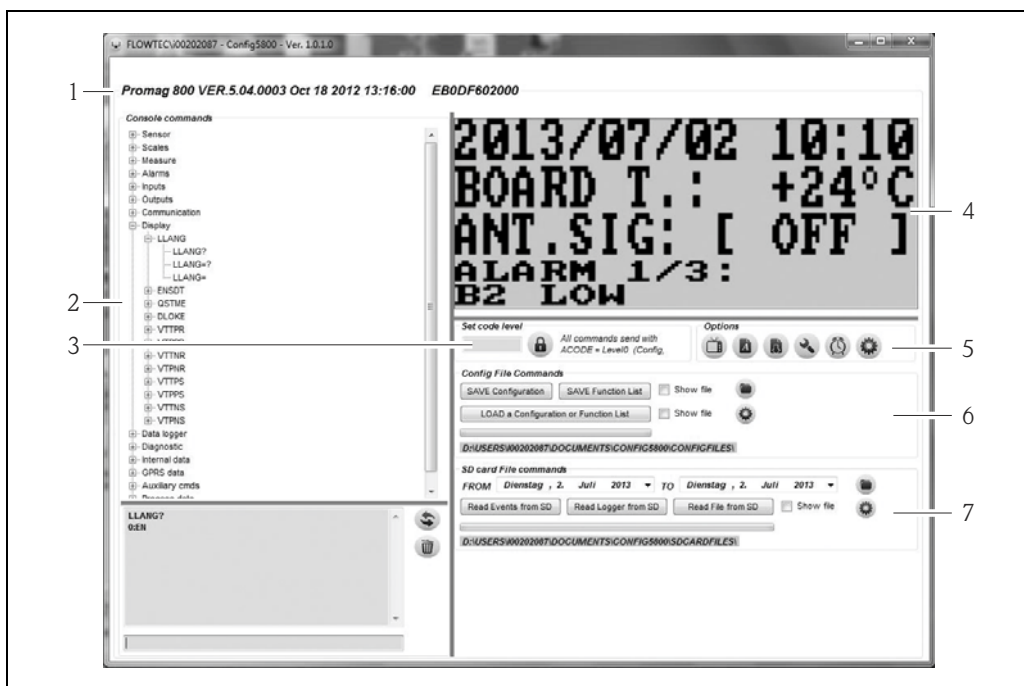 FLOWTEC\I00202087 - Config5800 - Ver. 1.0.1.0
1
Promag 800 VER.5.04.0003 Oct 18 2012 13:16:00 EB0DF602000
Console commands
Sensor
Scales
Measure
Alarms
Inputs
Outputs
Communication
Display
LLANG
LLANG?
LLANG=?
LLANG=
ENSDT
QSTME
DLOKE
VTTPR
VTTNR
VTPNR
VTTPS
VTPPS
VTTNS
VTPNS
Data logger
Diagnostic
Internal data
GPRS data
Auxiliary cmds
Process data
2
LLANG?
0:EN
2013/07/02 10:10
BOARD T.: +24°C
ANT.SIG: [ OFF ]
ALARM 1/3:
B2 LOW
4
3
Set code level
All commands send with
ACODE = Level0 (Config,
Options
5
Config File Commands
SAVE Configuration SAVE Function List Show file
LOAD a Configuration or Function List Show file
6
D:\USERS\I00202087\DOCUMENTS\CONFIG5800\CONFIGFILES\
SD card File commands
FROM Dienstag , 2. Juli 2013 TO Dienstag , 2. Juli 2013
Read Events from SD Read Logger from SD Read File from SD Show file
7
D:\USERS\I00202087\DOCUMENTS\CONFIG5800\SDCARDFILES\